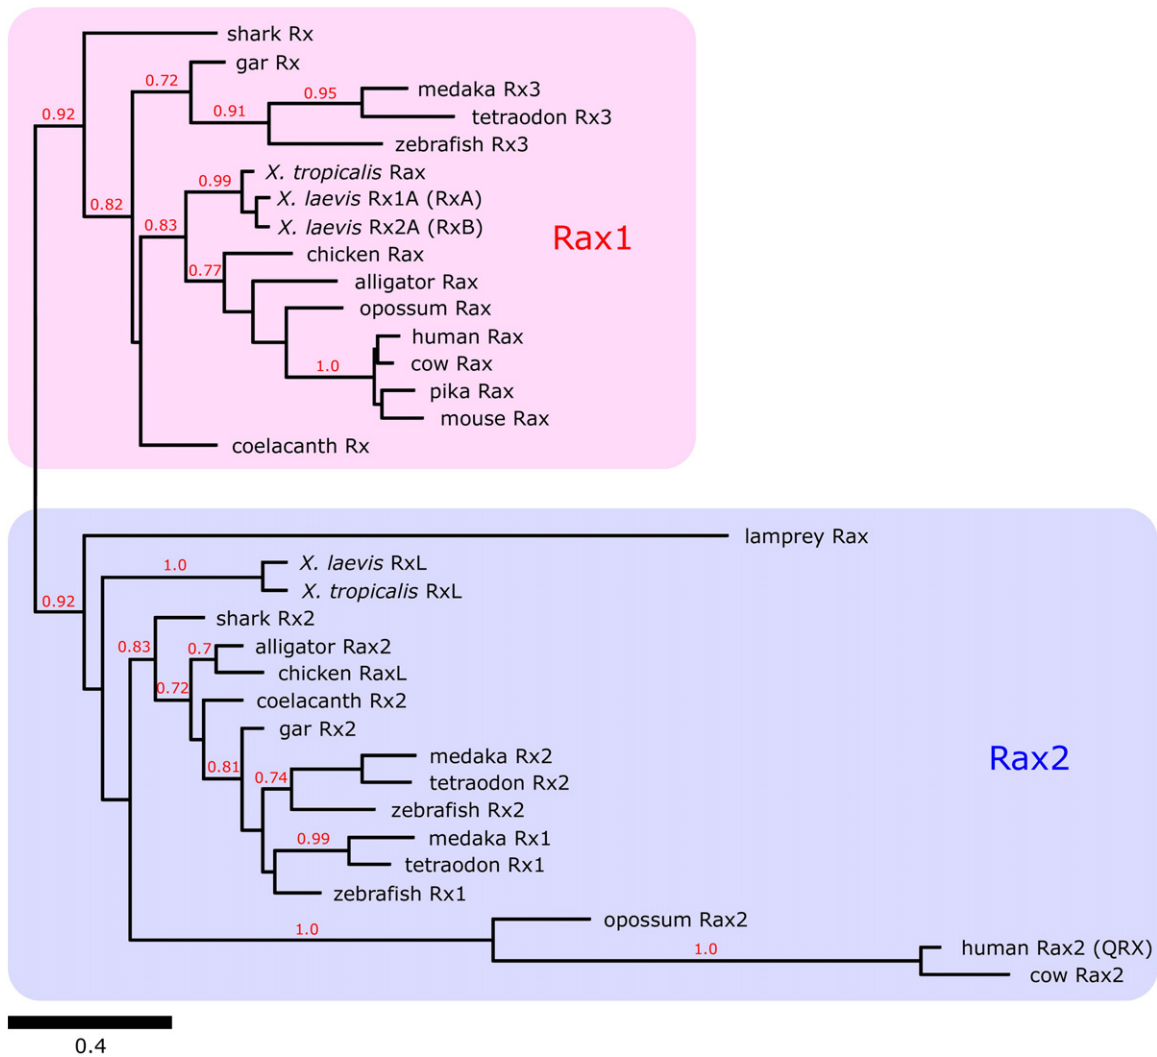 shark Rx
gar Rx
0.72
medaka Rx3
0.95
0.92
0.91
tetraodon Rx3
zebrafish Rx3
X. tropicalis Rax
0.99
X. laevis Rx1A (RxA)
0.82
0.83
X. laevis Rx2A (RxB)
Rax1
chicken Rax
0.77
alligator Rax
opossum Rax
human Rax
1.0
cow Rax
pika Rax
mouse Rax
coelacanth Rx
lamprey Rax
1.0
X. laevis RxL
X. tropicalis RxL
0.92
shark Rx2
0.83
0.7
alligator Rax2
chicken RaxL
0.72
coelacanth Rx2
gar Rx2
medaka Rx2
Rax2
0.81
0.74
tetraodon Rx2
zebrafish Rx2
0.99
medaka Rx1
tetraodon Rx1
zebrafish Rx1
opossum Rax2
1.0
1.0
human Rax2 (QRX)
cow Rax2
0.4